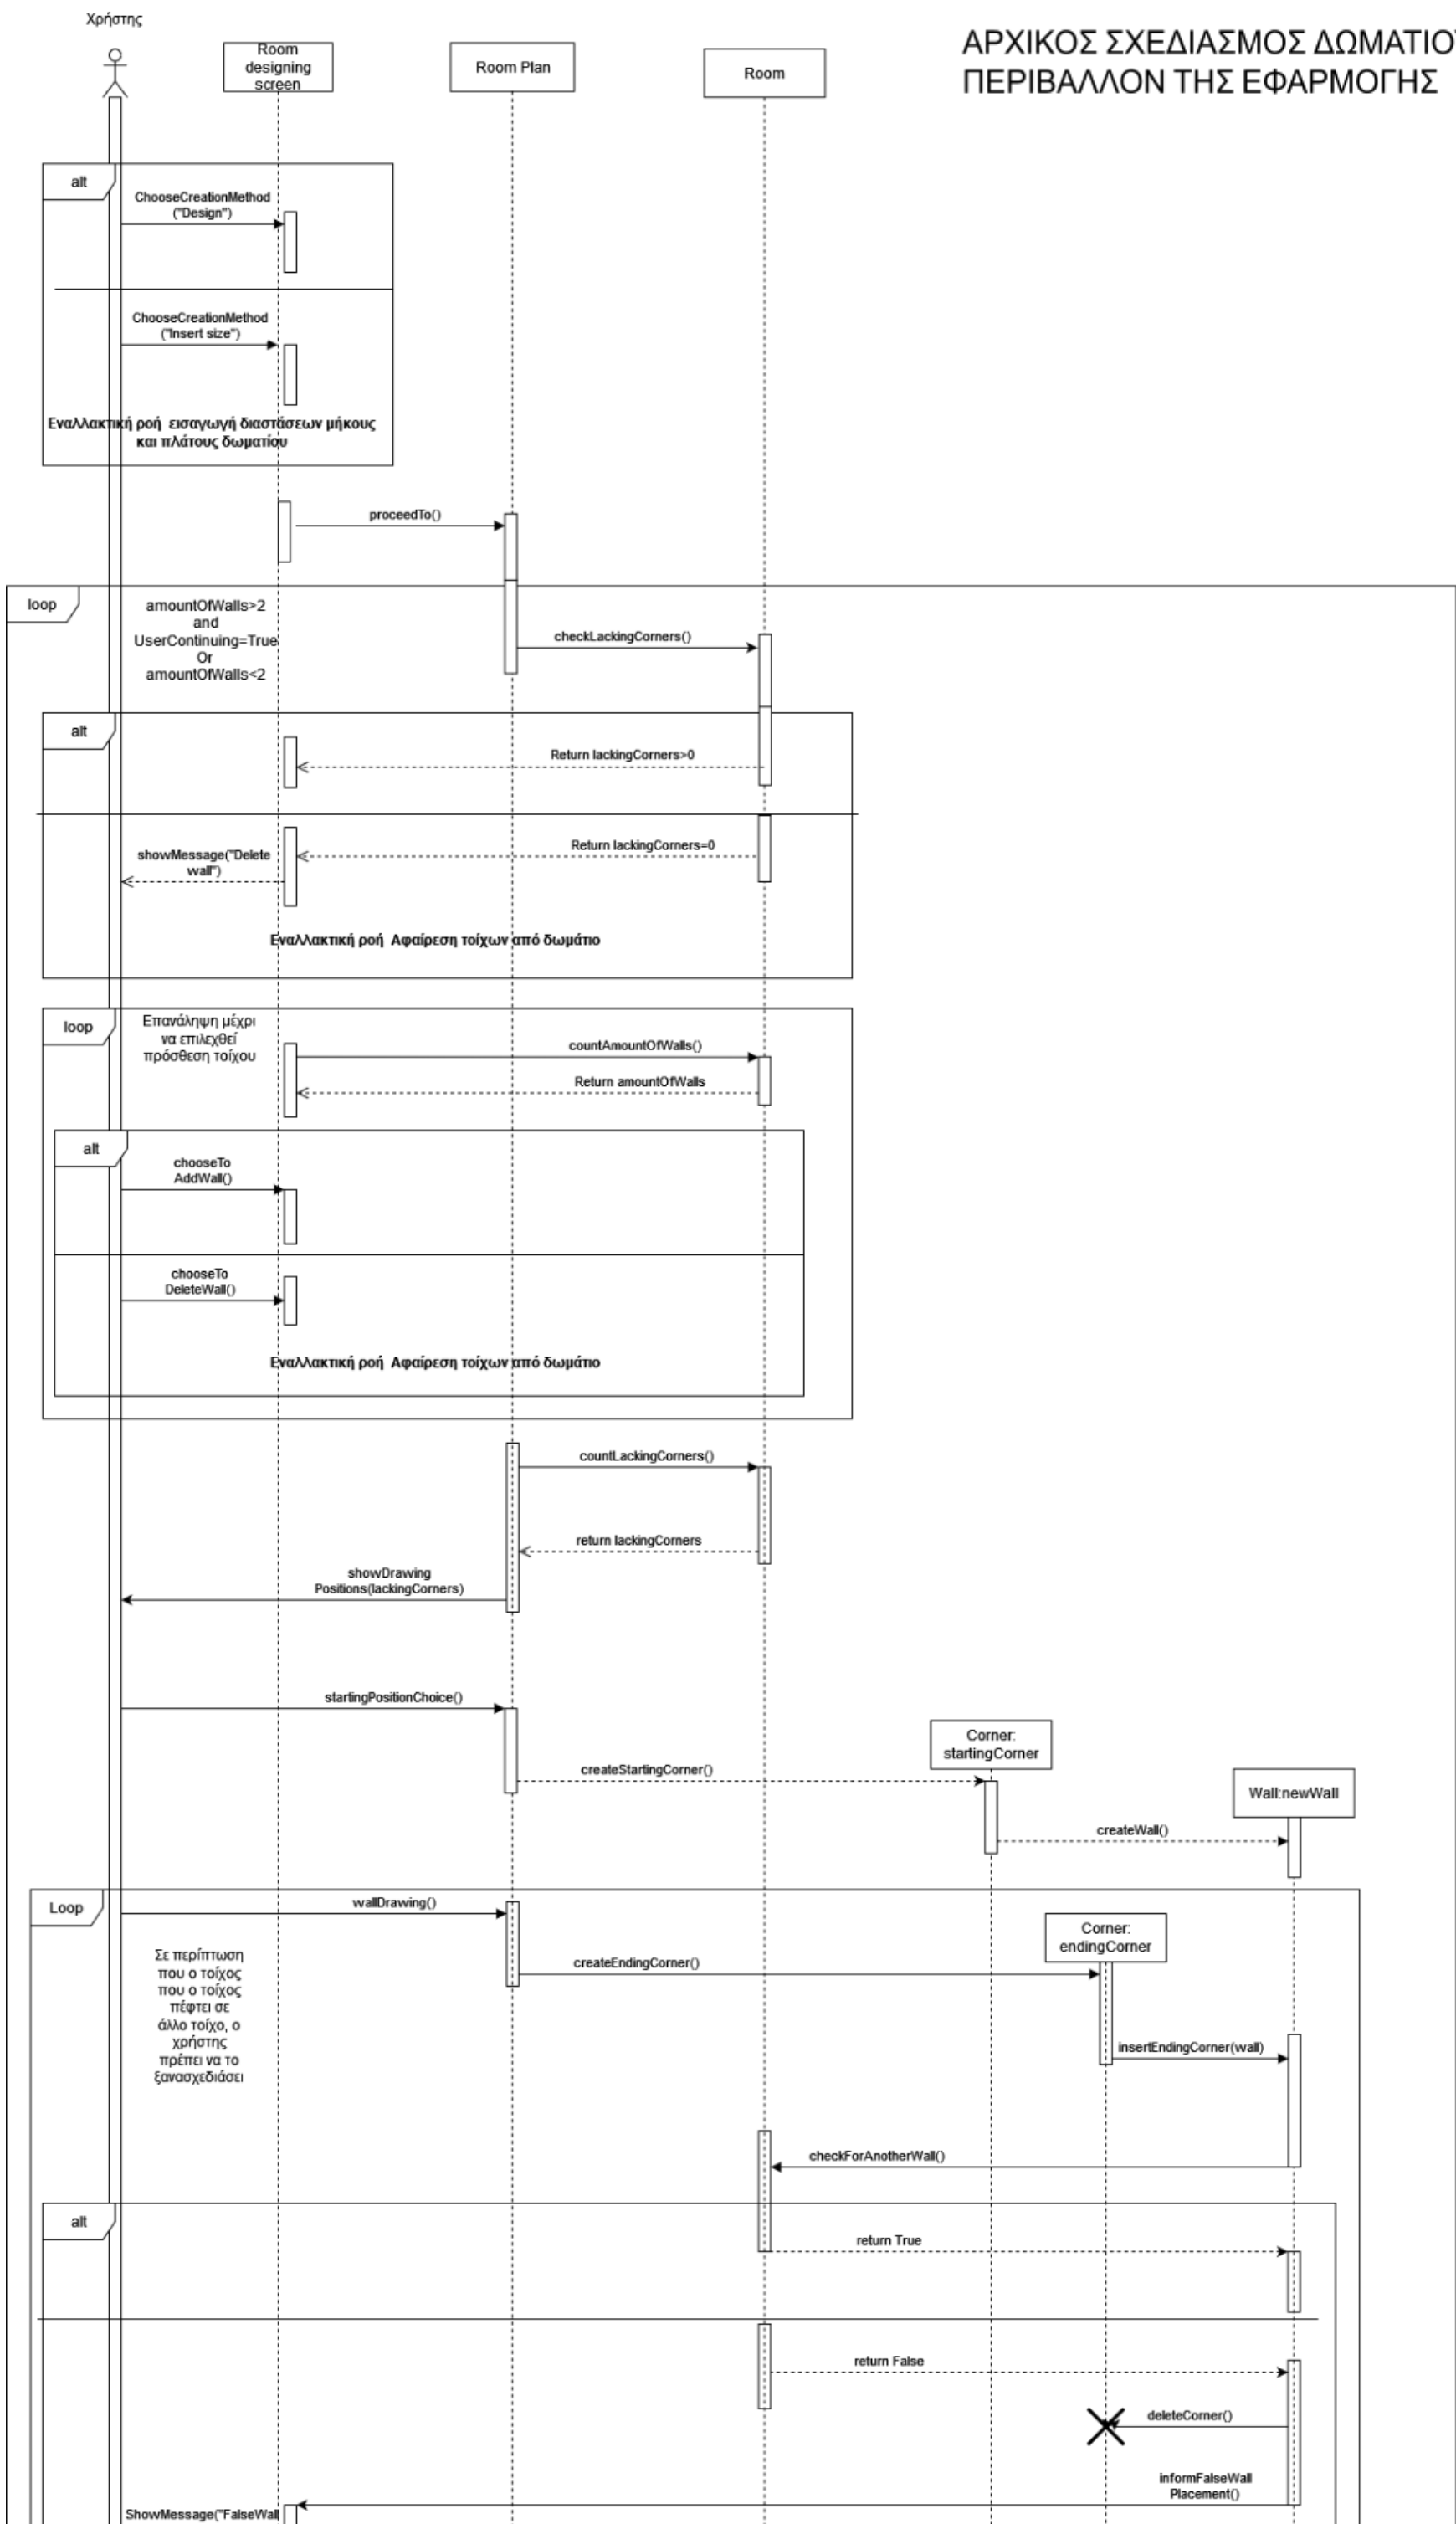 Χρήστης
Room
designing
screen
Room Plan
Room
ΑΡΧΙΚΟΣ ΣΧΕΔΙΑΣΜΟΣ ΔΩΜΑΤΙΟΥ
ΠΕΡΙΒΑΛΛΟΝ ΤΗΣ ΕΦΑΡΜΟΓΗΣ
alt
ChooseCreationMethod
("Design")
ChooseCreationMethod
("Insert size")
Εναλλακτική ροή εισαγωγή διαστάσεων μήκους
και πλάτους δωματίου
proceedTo()
loop
amountOfWalls>2
and
UserContinuing=True
Or
amountOfWalls<2
checkLackingCorners()
alt
Return lackingCorners>0
Return lackingCorners=0
showMessage("Delete
wall")
Εναλλακτική ροή Αφαίρεση τοίχων από δωμάτιο
loop
Επανάληψη μέχρι
να επιλεχθεί
πρόσθεση τοίχου
countAmountOfWalls()
Return amountOfWalls
alt
chooseTo
AddWall()
chooseTo
DeleteWall()
Εναλλακτική ροή Αφαίρεση τοίχων από δωμάτιο
countLackingCorners()
return lackingCorners
showDrawing
Positions(lackingCorners)
startingPositionChoice()
Corner:
startingCorner
createStartingCorner()
Wall:newWall
createWall()
Loop
wallDrawing()
Corner:
endingCorner
Σε περίπτωση
που ο τοίχος
που ο τοίχος
πέφτει σε
άλλο τοίχο, ο
χρήστης
πρέπει να το
ξανασχεδιάσει
createEndingCorner()
insertEndingCorner(wall)
checkForAnotherWall()
alt
return True
return False
deleteCorner()
informFalseWall
Placement()
ShowMessage("FalseWall